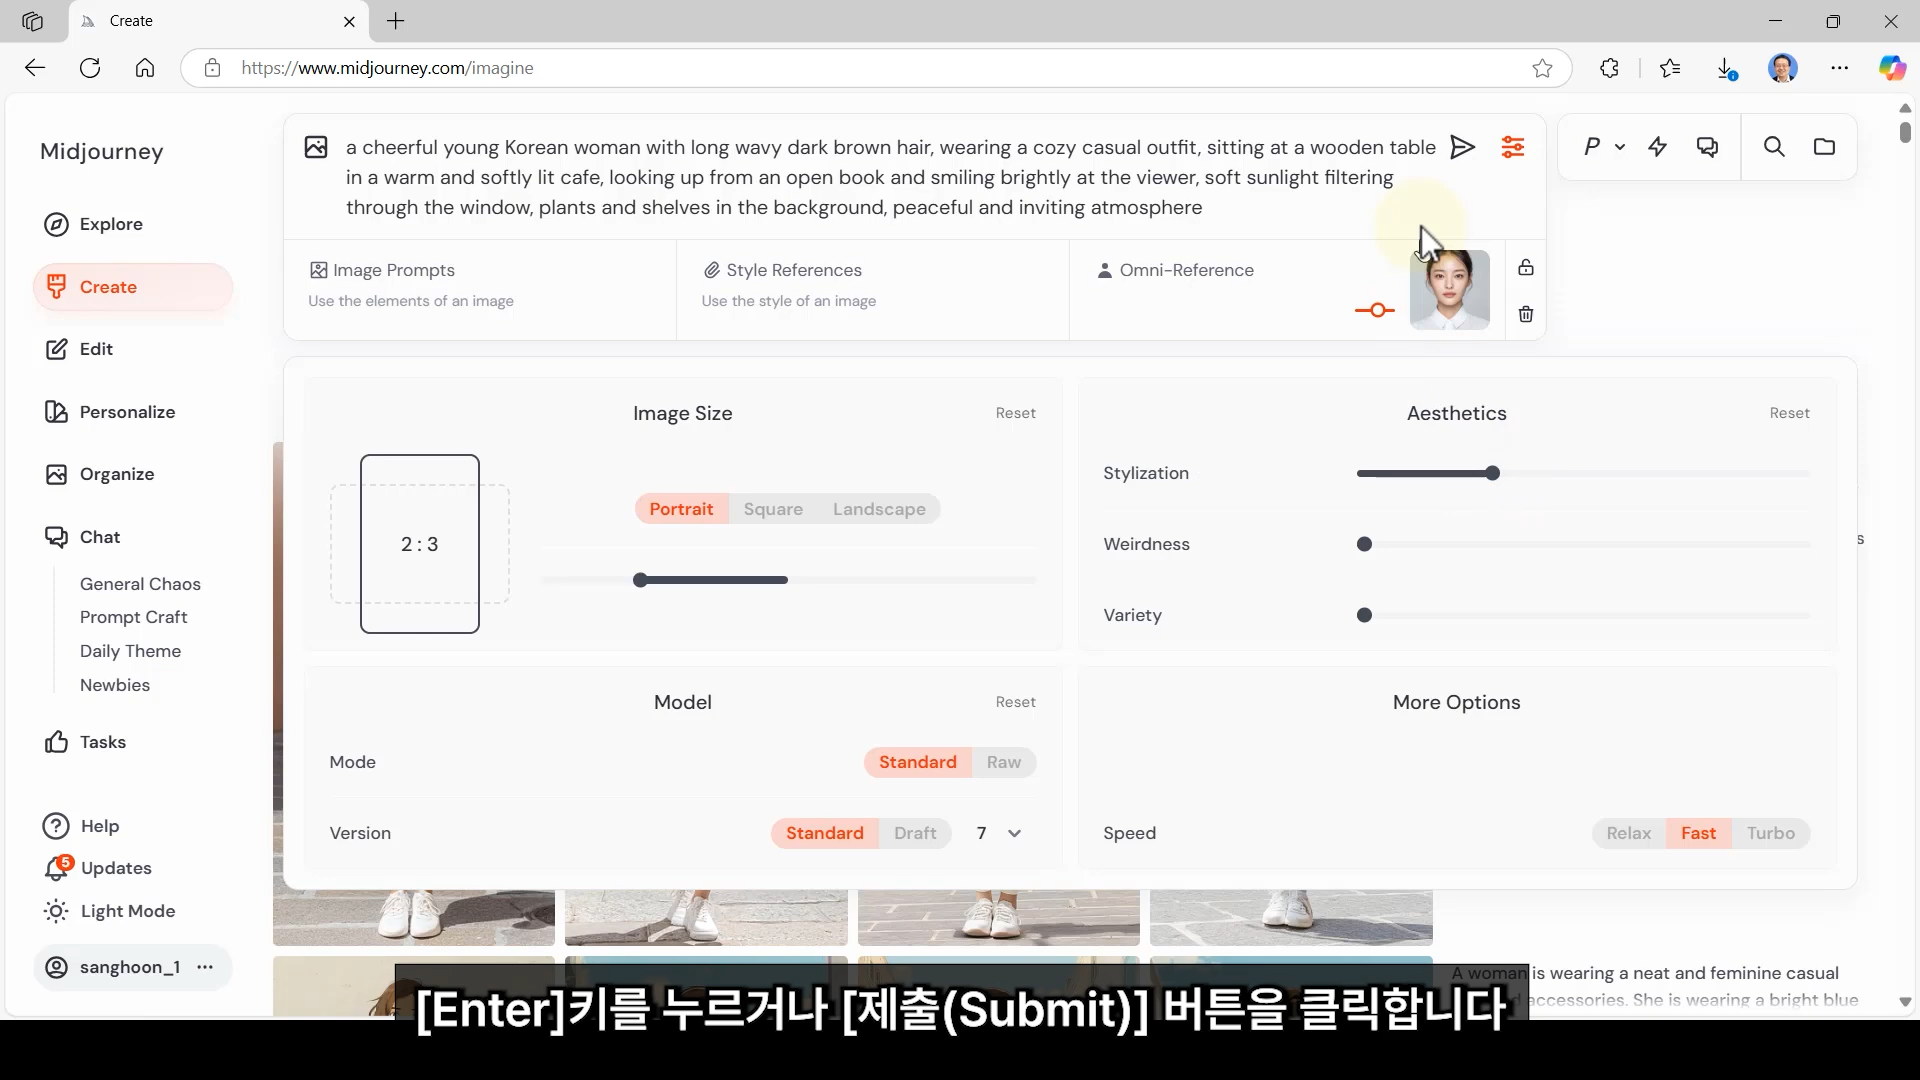 Create
https://www.midjourney.com/imagine
Midjourney
a cheerful young Korean woman with long wavy dark brown hair, wearing a cozy casual outfit, sitting at a wooden table
in a warm and softly lit cafe, looking up from an open book and smiling brightly at the viewer, soft sunlight filtering
through the window, plants and shelves in the background, peaceful and inviting atmosphere
P
Image Prompts
Use the elements of an image
Style References
Use the style of an image
Omni-Reference
Explore
Create
Edit
Personalize
Organize
Chat
General Chaos
Prompt Craft
Daily Theme
Newbies
Tasks
Help
5
Updates
Light Mode
sanghoon_1
Image Size
Reset
2 : 3
Portrait
Square
Landscape
Aesthetics
Reset
Stylization
Weirdness
Variety
s
Model
Reset
Mode
Standard
Raw
Version
Standard
Draft
7
More Options
Speed
Relax
Fast
Turbo
A woman is wearing a neat and feminine casual
accessories. She is wearing a bright blue
[Enter]키를 누르거나 [제출(Submit)] 버튼을 클릭합니다